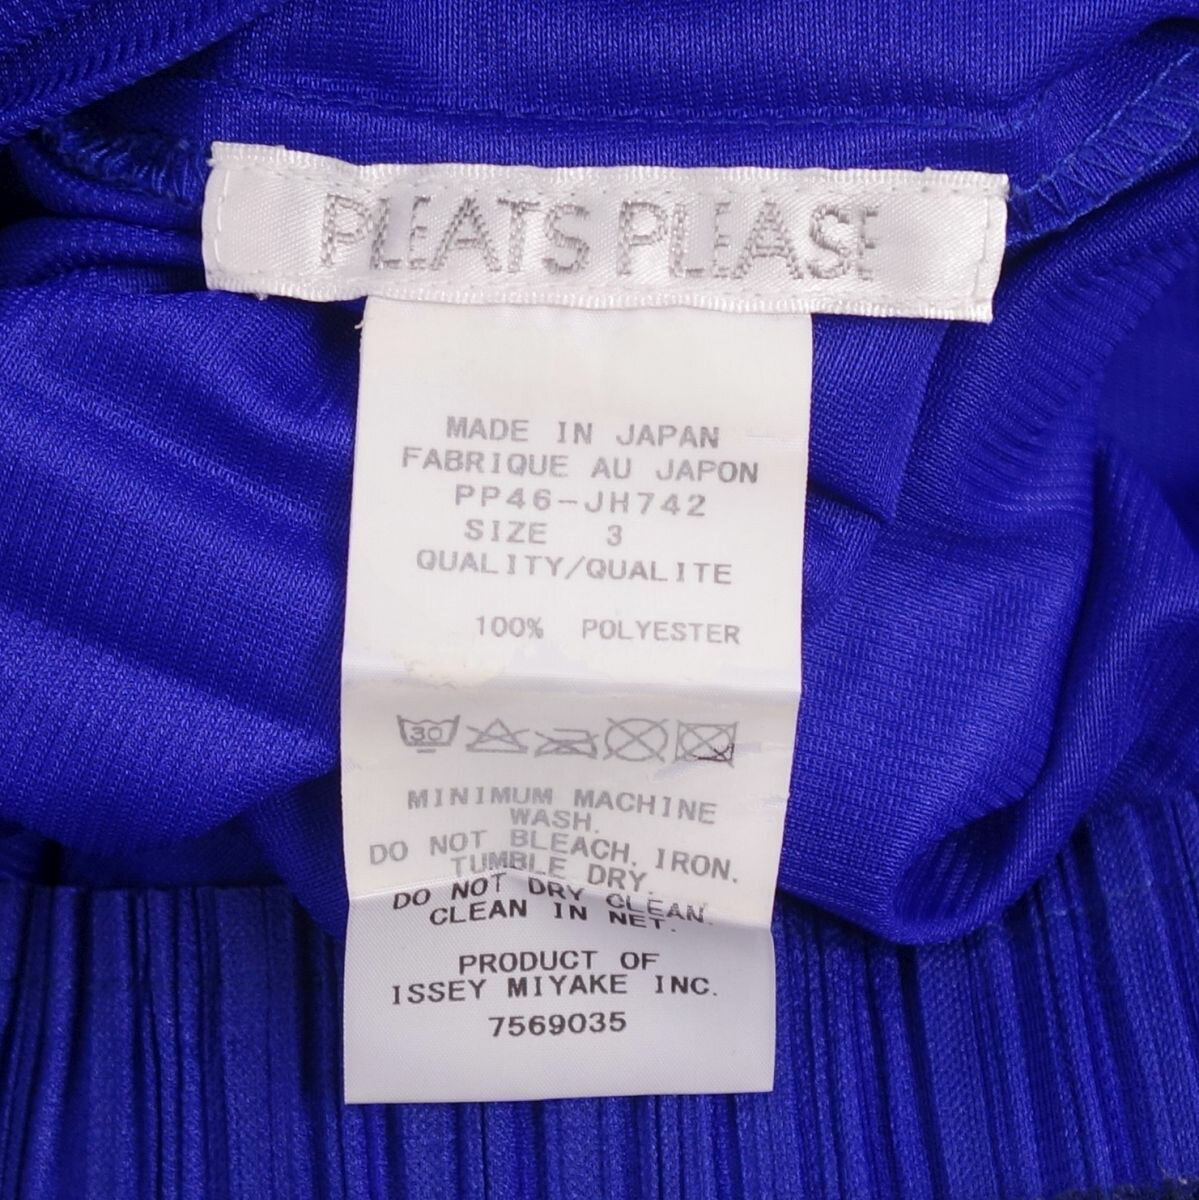 PLEATS PLEASE
MADE IN JAPAN
FABRIQUE AU JAPON
PP46-JH742
SIZE 3
QUALITY/QUALITE
100% POLYESTER
30
MINIMUM MACHINE
WASH.
DO NOT BLEACH, IRON.
TUMBLE DRY.
DO NOT DRY CLEAN.
CLEAN IN NET.
PRODUCT OF
ISSEY MIYAKE INC.
7569035